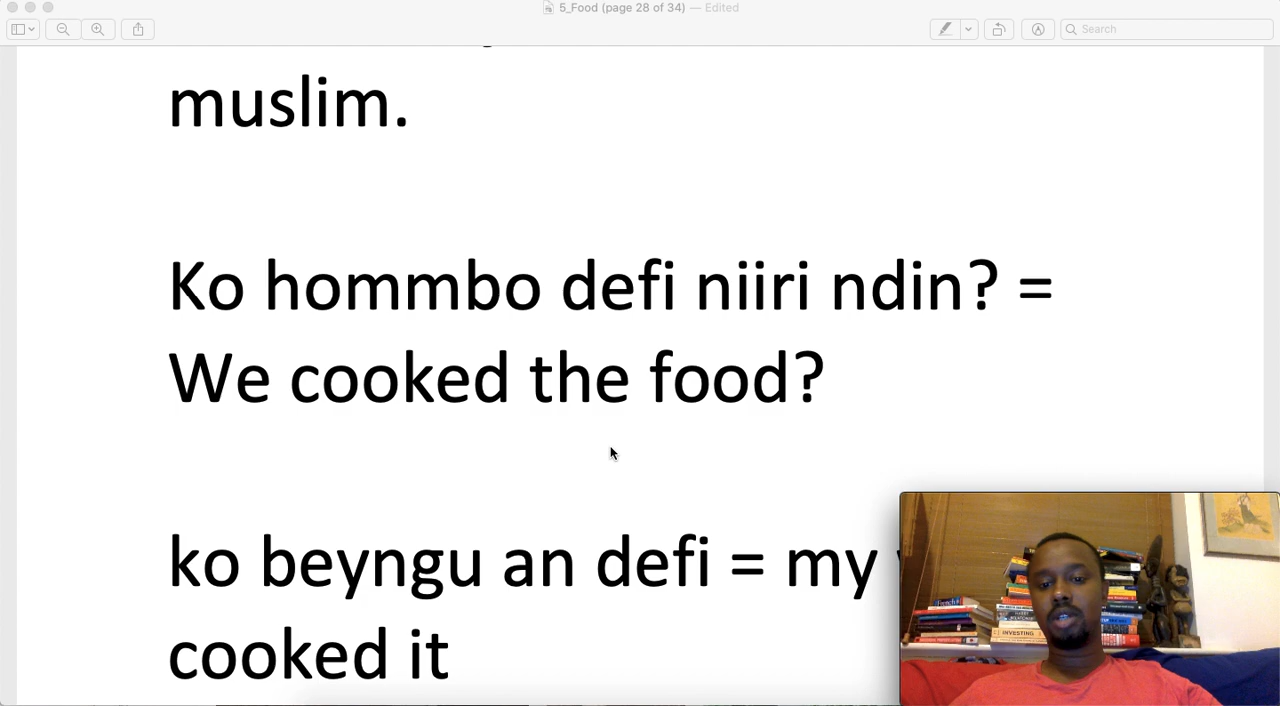 5_Food (page 28 of 34) — Edited
Search
muslim.
Ko hommbo defi niiri ndin? =
We cooked the food?
ko beyngu an defi = my
cooked it
INVESTING